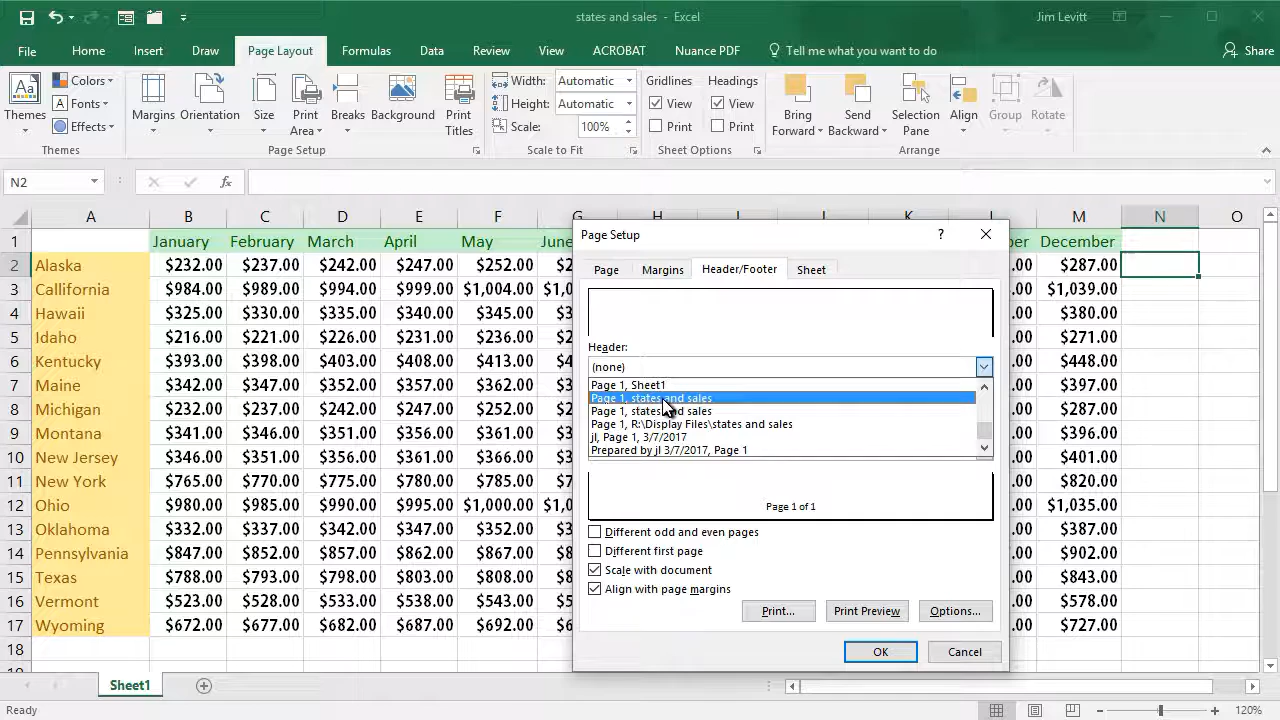 states and sales - Excel
Jim Levitt
File Home Insert Draw Page Layout Formulas Data Review View ACROBAT Nuance PDF Tell me what you want to do Share
Aa Colors Width: Automatic Gridlines Headings
Fonts Height: Automatic View View
Effects Scale: 100% Print Print
Themes Margins Orientation Size Print Area Breaks Background Print Titles Bring Forward Send Backward Selection Pane Align Group Rotate
Themes Page Setup Scale to Fit Sheet Options Arrange
N2 fx
A B C D E F G H I J K L M N O
1 January February March April May June December
2 Alaska $232.00 $237.00 $242.00 $247.00 $252.00 $287.00
3 Callifornia $984.00 $989.00 $994.00 $999.00 $1,004.00 $1,039.00
4 Hawaii $325.00 $330.00 $335.00 $340.00 $345.00 $380.00
5 Idaho $216.00 $221.00 $226.00 $231.00 $236.00 $271.00
6 Kentucky $393.00 $398.00 $403.00 $408.00 $413.00 $448.00
7 Maine $342.00 $347.00 $352.00 $357.00 $362.00 $397.00
8 Michigan $232.00 $237.00 $242.00 $247.00 $252.00 $287.00
9 Montana $341.00 $346.00 $351.00 $356.00 $361.00 $396.00
10 New Jersey $346.00 $351.00 $356.00 $361.00 $366.00 $401.00
11 New York $765.00 $770.00 $775.00 $780.00 $785.00 $820.00
12 Ohio $980.00 $985.00 $990.00 $995.00 $1,000.00 $1,035.00
13 Oklahoma $332.00 $337.00 $342.00 $347.00 $352.00 $387.00
14 Pennsylvania $847.00 $852.00 $857.00 $862.00 $867.00 $902.00
15 Texas $788.00 $793.00 $798.00 $803.00 $808.00 $843.00
16 Vermont $523.00 $528.00 $533.00 $538.00 $543.00 $578.00
17 Wyoming $672.00 $677.00 $682.00 $687.00 $692.00 $727.00
18
Page Setup ?
Page Margins Header/Footer Sheet
Header:
(none)
Page 1, Sheet1
Page 1, states and sales
Page 1, states and sales
Page 1, R:\Display Files\states and sales
jl, Page 1, 3/7/2017
Prepared by jl 3/7/2017, Page 1
Page 1 of 1
Different odd and even pages
Different first page
Scale with document
Align with page margins
Print... Print Preview Options...
OK Cancel
Sheet1
Ready 120%